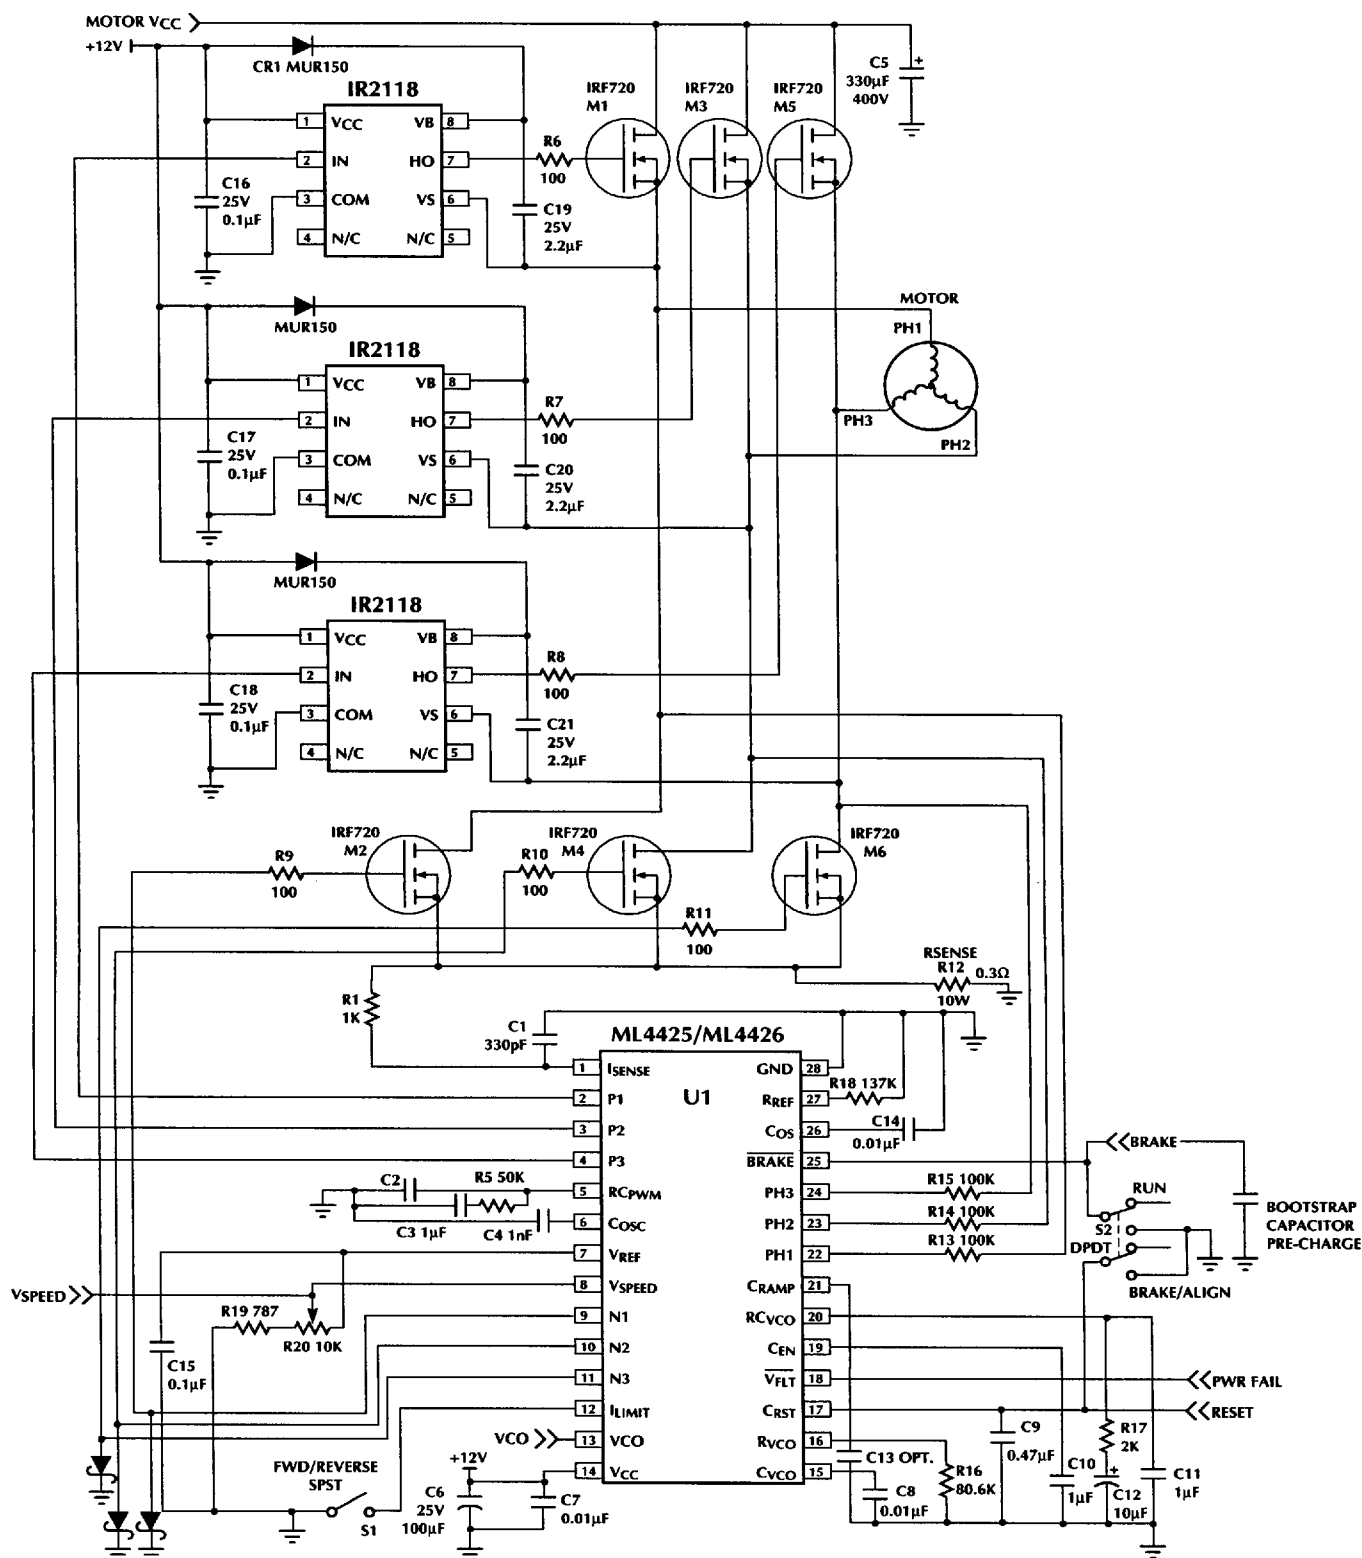 MOTOR VCC
+12V
CR1 MUR150
IR2118
1 VCC VB 8
2 IN HO 7
3 COM VS 6
4 N/C N/C 5
C16
25V
0.1µF
C19
25V
2.2µF
R6
100
IRF720
M1
IRF720
M3
IRF720
M5
C5
330µF
400V
+
MUR150
IR2118
1 VCC VB 8
2 IN HO 7
3 COM VS 6
4 N/C N/C 5
C17
25V
0.1µF
C20
25V
2.2µF
R7
100
MOTOR
PH1
PH3
PH2
MUR150
IR2118
1 VCC VB 8
2 IN HO 7
3 COM VS 6
4 N/C N/C 5
C18
25V
0.1µF
C21
25V
2.2µF
R8
100
IRF720
M2
IRF720
M4
IRF720
M6
R9
100
R10
100
R11
100
R1
1K
RSENSE
R12 0.3Ω
10W
C1
330pF
ML4425/ML4426
U1
1 ISENSE GND 28
2 P1 RREF 27
3 P2 COS 26
4 P3 BRAKE 25
5 RCPWM PH3 24
6 COSC PH2 23
7 VREF PH1 22
8 VSPEED CRAMP 21
9 N1 RCVCO 20
10 N2 CEN 19
11 N3 VFLT 18
12 ILIMIT CRST 17
13 VCO RVCO 16
14 VCC CVCO 15
R18 137K
C14
0.01µF
C2
R5 50K
C3 1µF
C4 1nF
R15 100K
R14 100K
R13 100K
BRAKE
RUN
S2
DPDT
BRAKE/ALIGN
BOOTSTRAP
CAPACITOR
PRE-CHARGE
VSPEED
R19 787
R20 10K
C15
0.1µF
PWR FAIL
RESET
VCO
+12V
FWD/REVERSE
SPST
S1
C6
25V
100µF
C7
0.01µF
C13 OPT.
C8
0.01µF
R16
80.6K
C9
0.47µF
C10
1µF
R17
2K
+
C12
10µF
C11
1µF